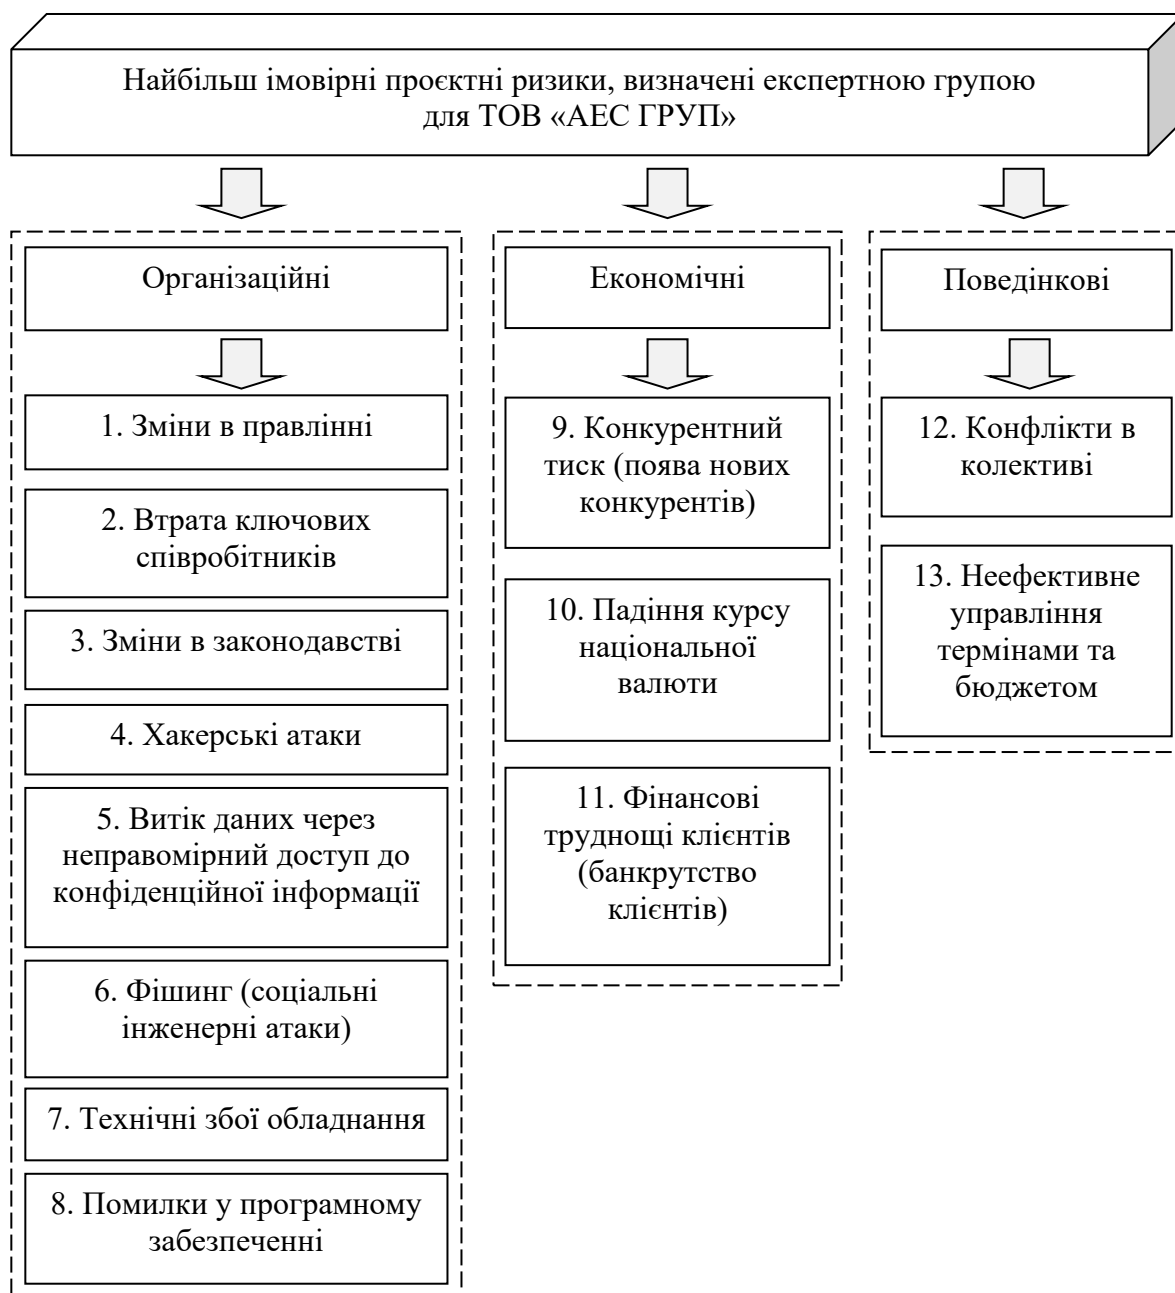 Найбільш імовірні проєктні ризики, визначені експертною групою
для ТОВ «АЕС ГРУП»
Організаційні
1. Зміни в правлінні
2. Втрата ключових
співробітників
3. Зміни в законодавстві
4. Хакерські атаки
5. Витік даних через
неправомірний доступ до
конфіденційної інформації
6. Фішинг (соціальні
інженерні атаки)
7. Технічні збої обладнання
8. Помилки у програмному
забезпеченні
Економічні
9. Конкурентний
тиск (поява нових
конкурентів)
10. Падіння курсу
національної
валюти
11. Фінансові
труднощі клієнтів
(банкрутство
клієнтів)
Поведінкові
12. Конфлікти в
колективі
13. Неефективне
управління
термінами та
бюджетом